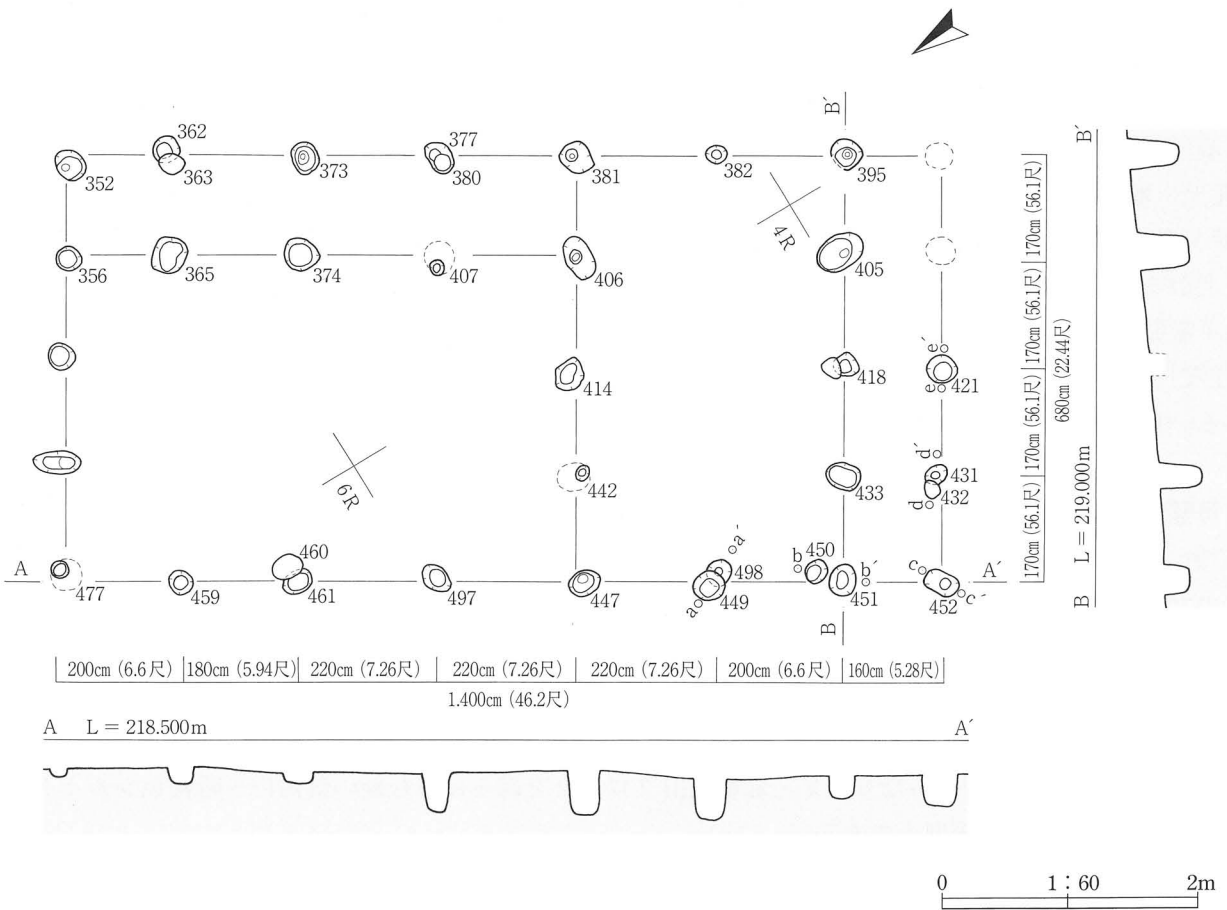 B´
362
377
352
363
373
380
381
382
395
4R
356
365
374
407
406
405
414
418
e´
e
421
6R
442
433
d´
431
432
d
A
477
459
460
461
497
447
a´
498
449
a
b
450
b´
451
c
452
c´
A´
B
170cm (56.1尺)
170cm (56.1尺)
170cm (56.1尺)
170cm (56.1尺)
680cm (22.44尺)
B´
B L = 219.000m
200cm (6.6尺) 180cm (5.94尺) 220cm (7.26尺) 220cm (7.26尺) 220cm (7.26尺) 200cm (6.6尺) 160cm (5.28尺)
1.400cm (46.2尺)
A L = 218.500m A´
0 1：60 2m